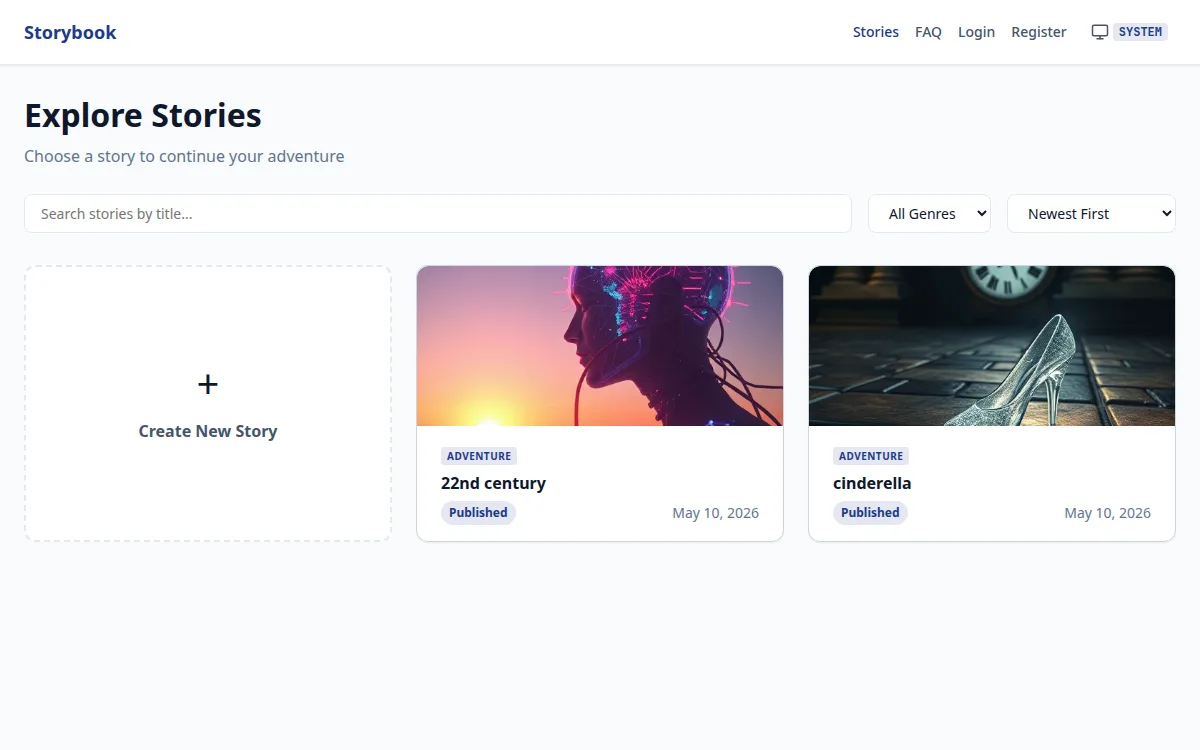 Storybook
Stories FAQ Login Register SYSTEM
Explore Stories
Choose a story to continue your adventure
Search stories by title...
All Genres
Newest First
+
Create New Story
ADVENTURE
22nd century
Published May 10, 2026
ADVENTURE
cinderella
Published May 10, 2026